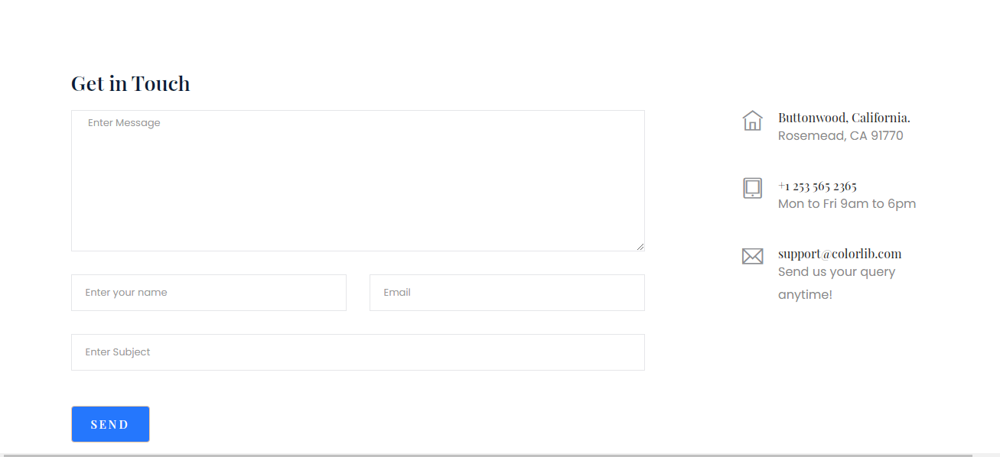 Get in Touch
Enter Message
Enter your name
Email
Enter Subject
SEND
Buttonwood, California.
Rosemead, CA 91770
+1 253 565 2365
Mon to Fri 9am to 6pm
support@colorlib.com
Send us your query
anytime!